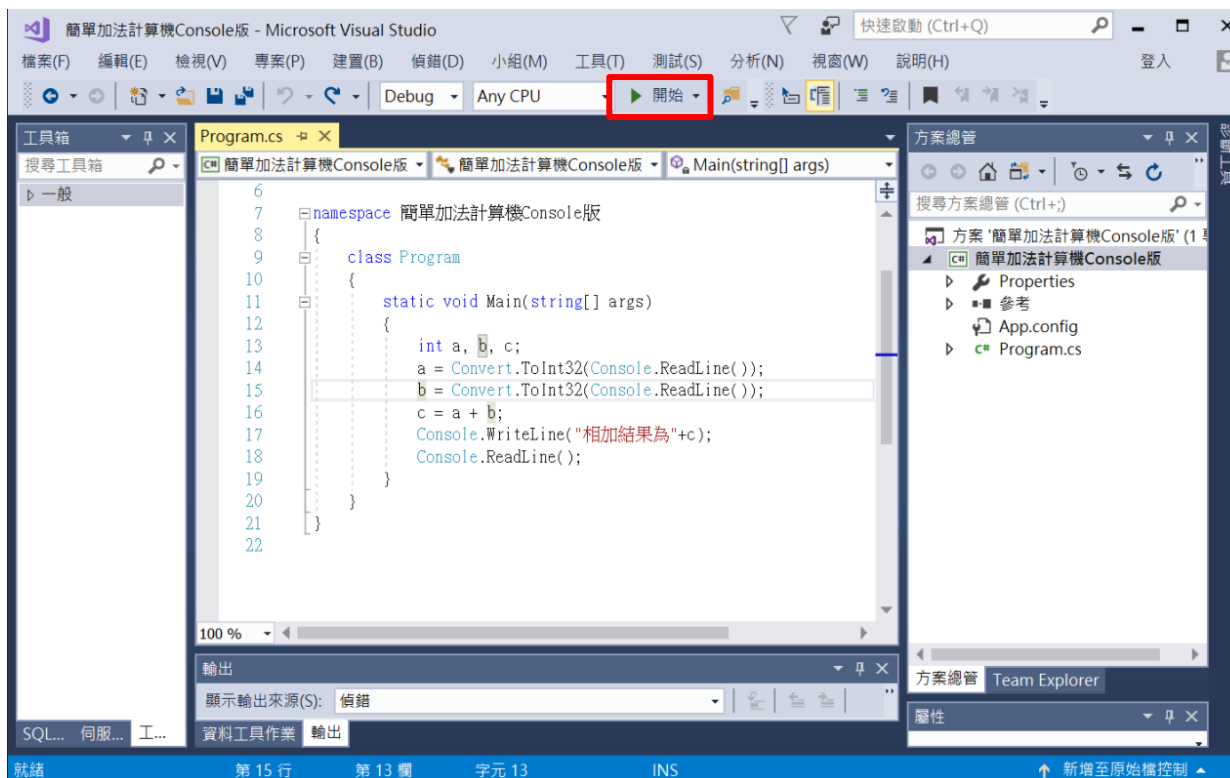 簡單加法計算機Console版 - Microsoft Visual Studio
快速啟動 (Ctrl+Q)
檔案(F) 編輯(E) 檢視(V) 專案(P) 建置(B) 偵錯(D) 小組(M) 工具(T) 測試(S) 分析(N) 視窗(W) 說明(H) 登入
Debug Any CPU 開始
工具箱
搜尋工具箱
一般
Program.cs
C# 簡單加法計算機Console版 簡單加法計算機Console版 Main(string[] args)
6
7 namespace 簡單加法計算機Console版
8 {
9 class Program
10 {
11 static void Main(string[] args)
12 {
13 int a, b, c;
14 a = Convert.ToInt32(Console.ReadLine());
15 b = Convert.ToInt32(Console.ReadLine());
16 c = a + b;
17 Console.WriteLine("相加結果為"+c);
18 Console.ReadLine();
19 }
20 }
21 }
22
100 %
輸出
顯示輸出來源(S): 偵錯
SQL... 伺服... 工...
資料工具作業 輸出
方案總管
搜尋方案總管 (Ctrl+;)
方案 '簡單加法計算機Console版' (1
C# 簡單加法計算機Console版
Properties
參考
App.config
C# Program.cs
方案總管 Team Explorer
屬性
就緒 第 15 行 第 13 欄 字元 13 INS 新增至原始檔控制